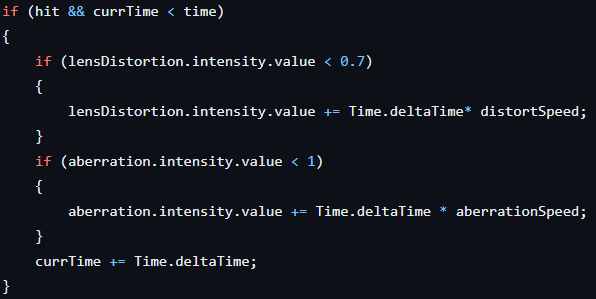 if (hit && currTime < time)
{
if (lensDistortion.intensity.value < 0.7)
{
lensDistortion.intensity.value += Time.deltaTime* distortSpeed;
}
if (aberration.intensity.value < 1)
{
aberration.intensity.value += Time.deltaTime * aberrationSpeed;
}
currTime += Time.deltaTime;
}